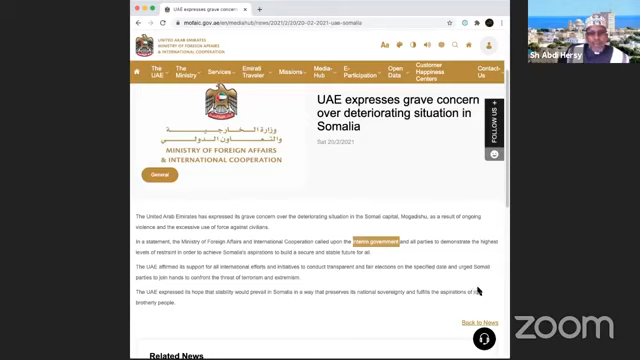 UAE expresses grave concern
mofaic.gov.ae/en/mediahub/news/2021/2/20/20-02-2021-uae-somalia
UNITED ARAB EMIRATES
MINISTRY OF FOREIGN AFFAIRS
& INTERNATIONAL COOPERATION
Aa
The UAE
The Ministry
Services
Emirati Traveler
Missions
Media-Hub
E-Participation
Open Data
Customer Happiness Centers
Contact-Us
Sh Abdi Hersy
وزارة الخارجية
والتعاون الدولي
MINISTRY OF FOREIGN AFFAIRS
& INTERNATIONAL COOPERATION
General
UAE expresses grave concern
over deteriorating situation in
Somalia
Sat 20/2/2021
FOLLOW US +
The United Arab Emirates has expressed its grave concern over the deteriorating situation in the Somali capital, Mogadishu, as a result of ongoing
violence and the excessive use of force against civilians.
In a statement, the Ministry of Foreign Affairs and International Cooperation called upon the interim government and all parties to demonstrate the highest
levels of restraint in order to achieve Somalia's aspirations to build a secure and stable future for all.
The UAE affirmed its support for all international efforts and initiatives to conduct transparent and fair elections on the specified date and urged Somali
parties to join hands to confront the threat of terrorism and extremism.
The UAE expressed its hope that stability would prevail in Somalia in a way that preserves its national sovereignty and fulfills the aspirations of
brotherly people.
Back to News
Related News
zoom